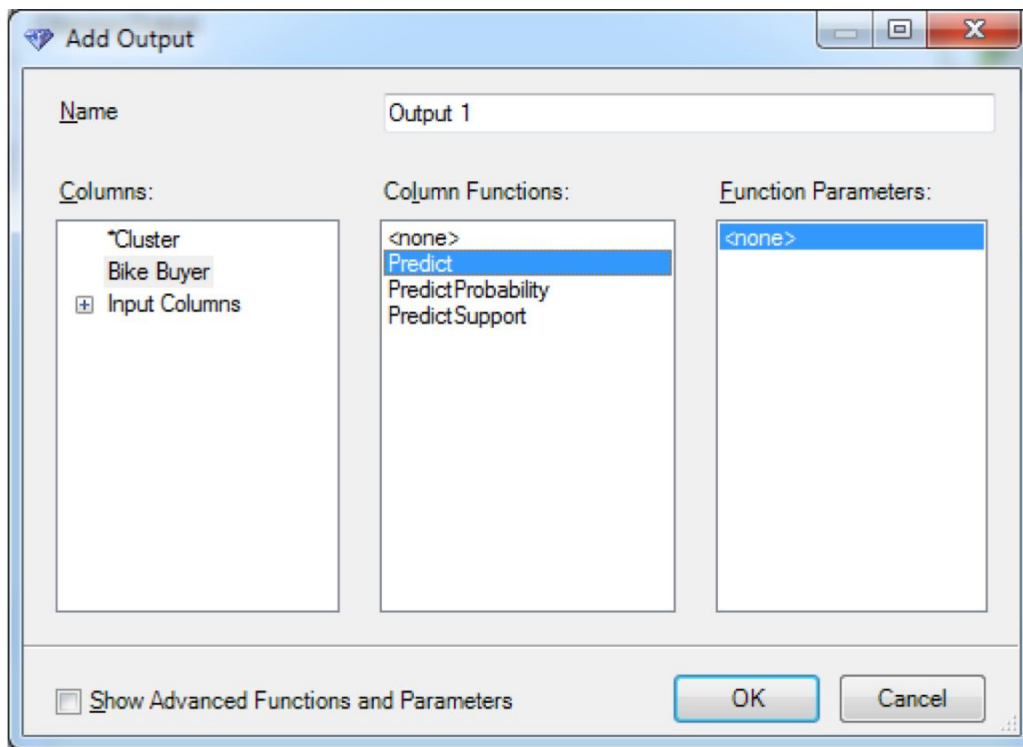 Add Output
Name
Output 1
Columns:
*Cluster
Bike Buyer
Input Columns
Column Functions:
<none>
Predict
PredictProbability
PredictSupport
Function Parameters:
<none>
Show Advanced Functions and Parameters
OK
Cancel